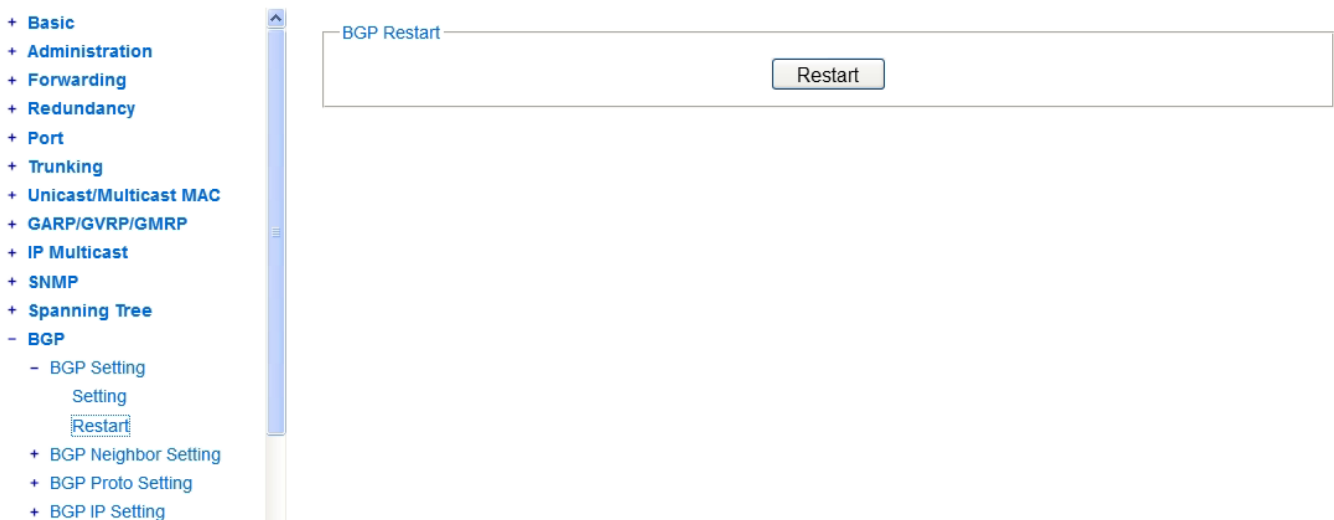 + Basic
+ Administration
+ Forwarding
+ Redundancy
+ Port
+ Trunking
+ Unicast/Multicast MAC
+ GARP/GVRP/GMRP
+ IP Multicast
+ SNMP
+ Spanning Tree
- BGP
- BGP Setting
Setting
Restart
+ BGP Neighbor Setting
+ BGP Proto Setting
+ BGP IP Setting
BGP Restart
Restart